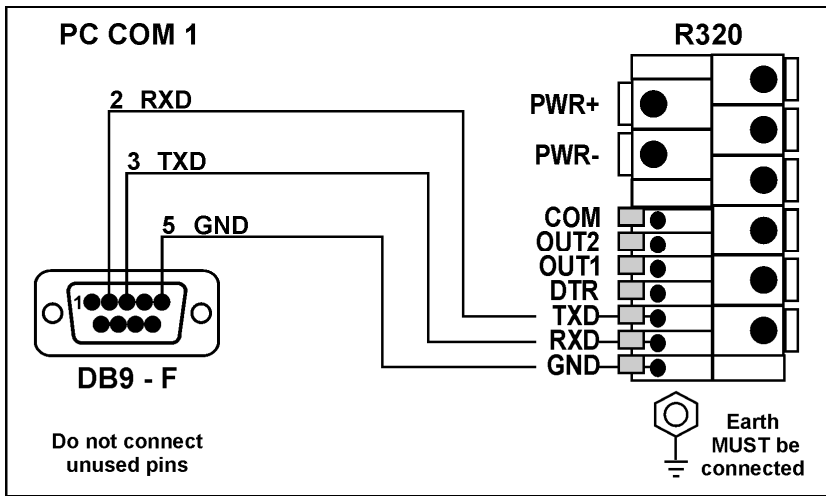 PC COM 1
R320
2 RXD
3 TXD
5 GND
PWR+
PWR-
COM
OUT2
OUT1
DTR
TXD
RXD
GND
1
DB9 - F
Do not connect
unused pins
Earth
MUST be
connected